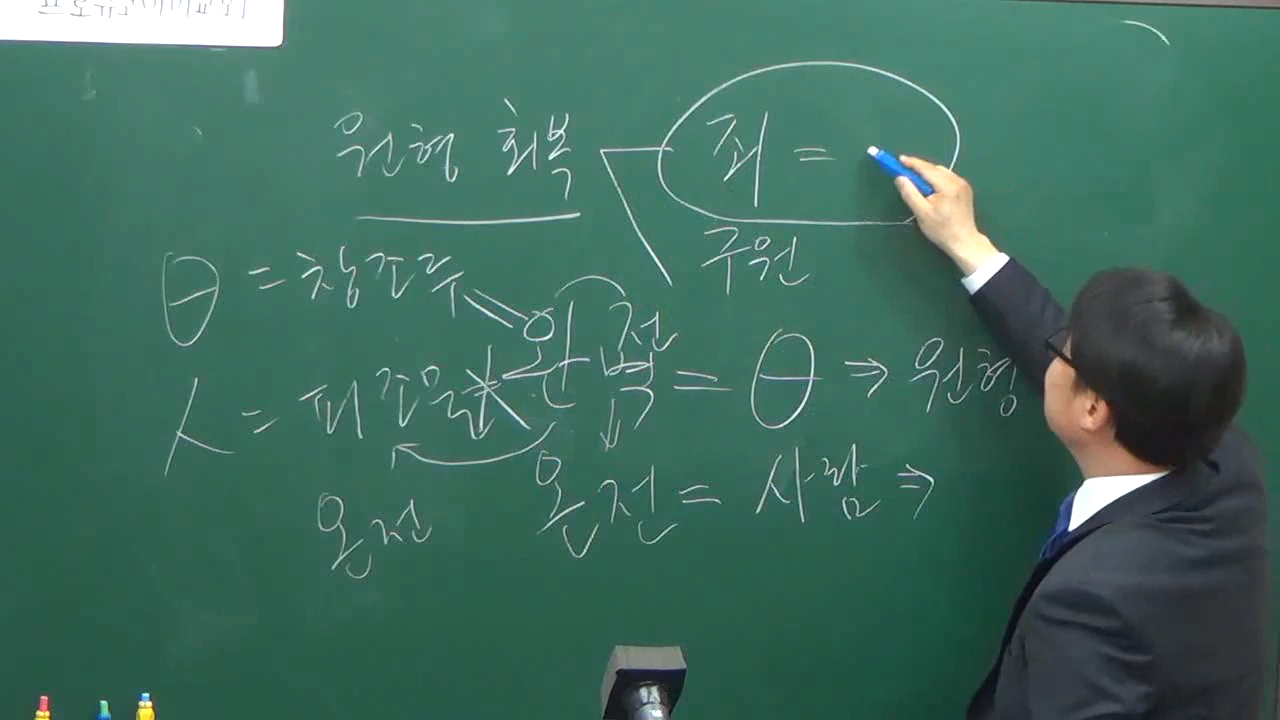 원형 회복
죄 =
구원
θ = 창조주
완전
人 = 피조물
완벽 = θ ⇒ 원형
온전 = 사람 ⇒
온전